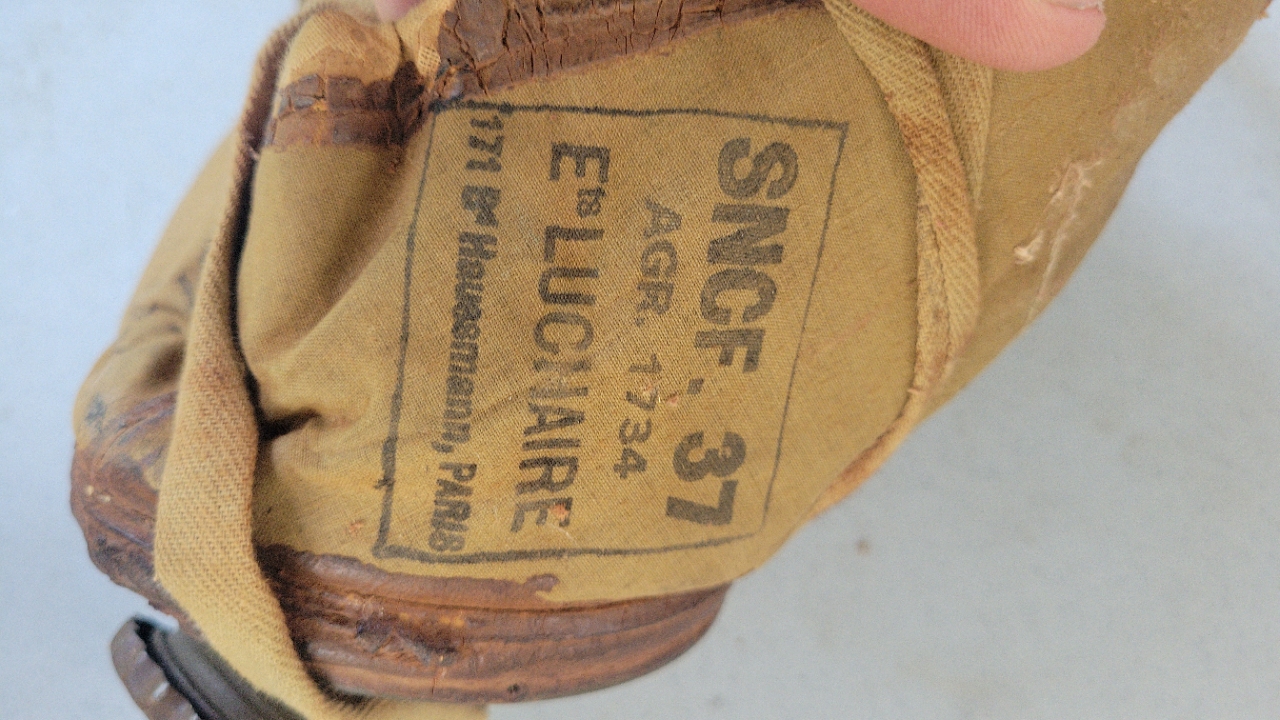 SNCF. 37
AGR. 1734
Ets LUCHAIRE
171 Bd Haussmann, PARIS